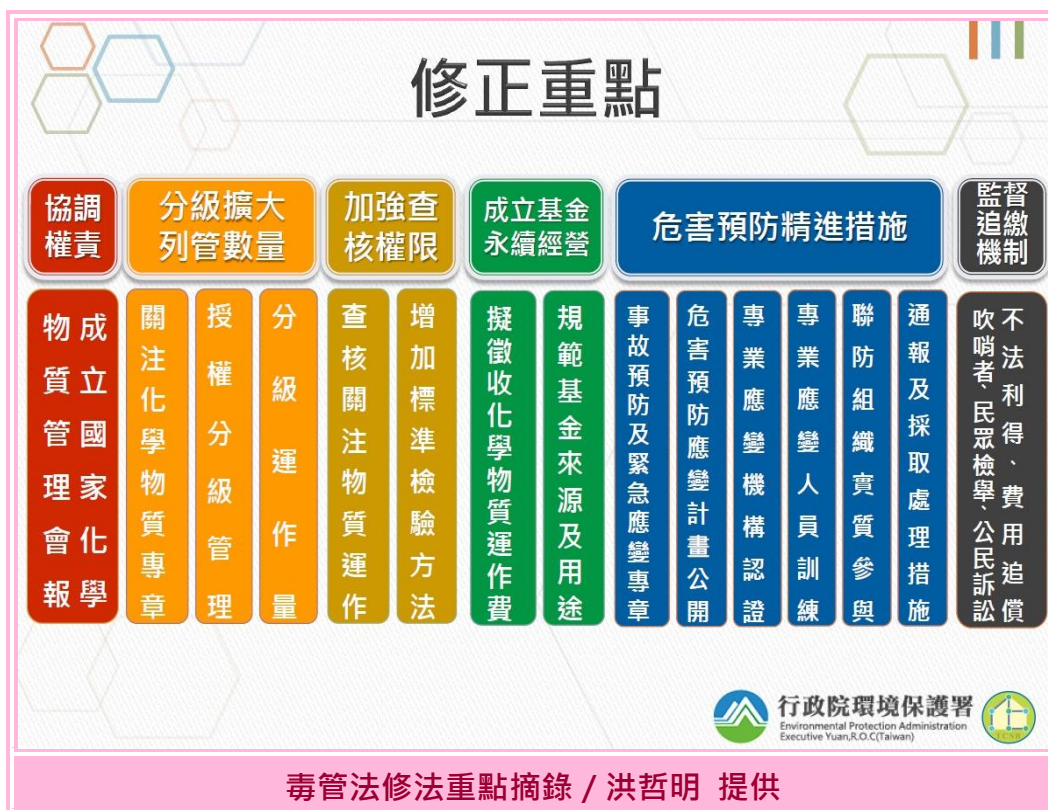 修正重點
協調
權責
分級擴大
列管數量
加強查
核權限
成立基金
永續經營
危害預防精進措施
監督
追繳
機制
成立國家化學
物質管理會報
關注化學物質專章
授權分級管理
分級運作量
查核關注物質運作
增加標準檢驗方法
擬徵收化學物質運作費
規範基金來源及用途
事故預防及緊急應變專章
危害預防應變計畫公開
專業應變機構認證
專業應變人員訓練
聯防組織實質參與
通報及採取處理措施
不法利得、費用追償
吹哨者、民眾檢舉、公民訴訟
行政院環境保護署
Environmental Protection Administration
Executive Yuan,R.O.C(Taiwan)
TCSB
毒管法修法重點摘錄 / 洪哲明 提供